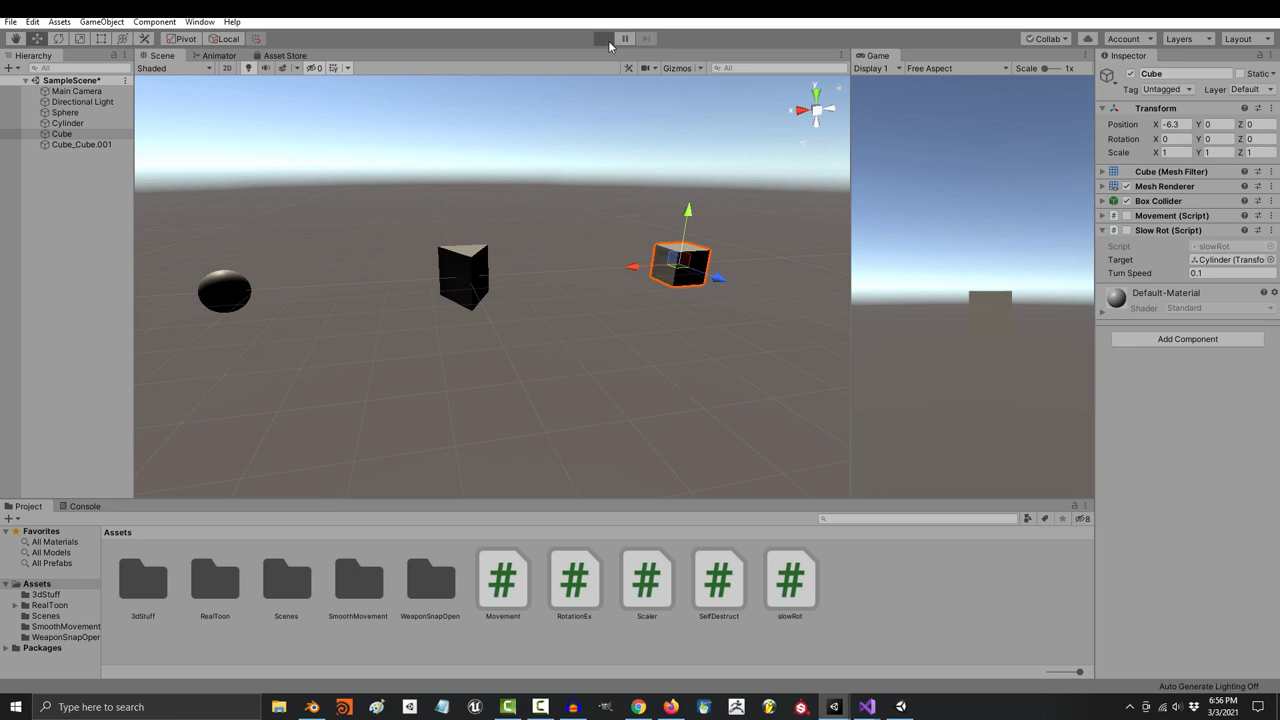 File Edit Assets GameObject Component Window Help
Pivot Local Collab Account Layers Layout
Hierarchy
All
SampleScene*
Main Camera
Directional Light
Sphere
Cylinder
Cube
Cube_Cube.001
Scene Animator Asset Store
Shaded 2D 0 Gizmos All
y
x
Game
Display 1 Free Aspect Scale 1x
Inspector
Cube Static
Tag Untagged Layer Default
Transform
Position X -6.3 Y 0 Z 0
Rotation X 0 Y 0 Z 0
Scale X 1 Y 1 Z 1
Cube (Mesh Filter)
Mesh Renderer
Box Collider
# Movement (Script)
# Slow Rot (Script)
Script slowRot
Target Cylinder (Transfo
Turn Speed 0.1
Default-Material
Shader Standard
Add Component
Project Console
8
Favorites
All Materials
All Models
All Prefabs
Assets
3dStuff
RealToon
Scenes
SmoothMovement
WeaponSnapOpen
Packages
Assets
# # # # #
3dStuff RealToon Scenes SmoothMovement WeaponSnapOpen Movement RotationEx Scaler SelfDestruct slowRot
Auto Generate Lighting Off
Type here to search
6:56 PM
3/3/2021